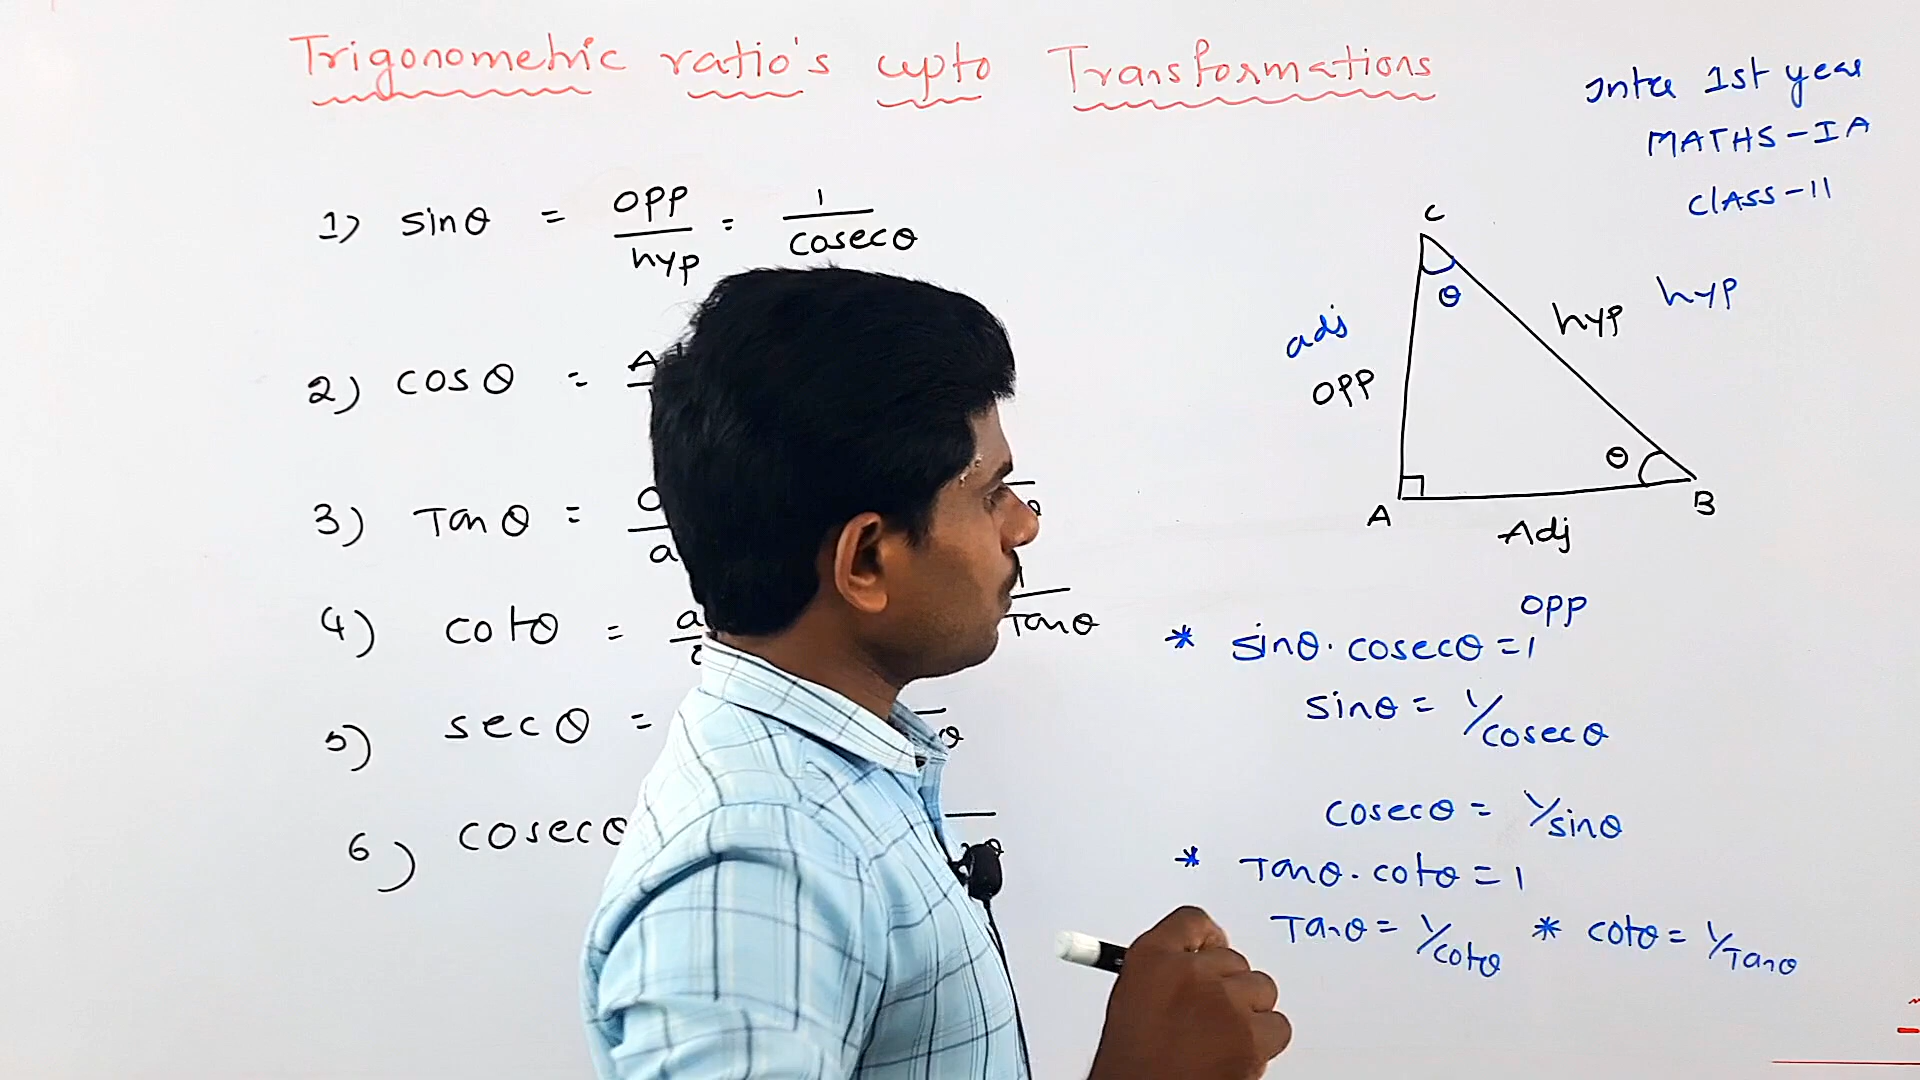 Trigonometric ratio's upto Transformations
Inter 1st year
MATHS-IA
CLASS-11
1) sinθ = opp/hyp = 1/cosecθ
2) cosθ =
3) Tanθ =
4) cotθ = 1/Tanθ
5) secθ =
6) cosecθ
C
θ
hyp hyp
adj
opp
θ
A
B
Adj
opp
* sinθ. cosecθ = 1
sinθ = 1/cosecθ
cosecθ = 1/sinθ
* Tanθ. cotθ = 1
Tanθ = 1/cotθ * cotθ = 1/Tanθ